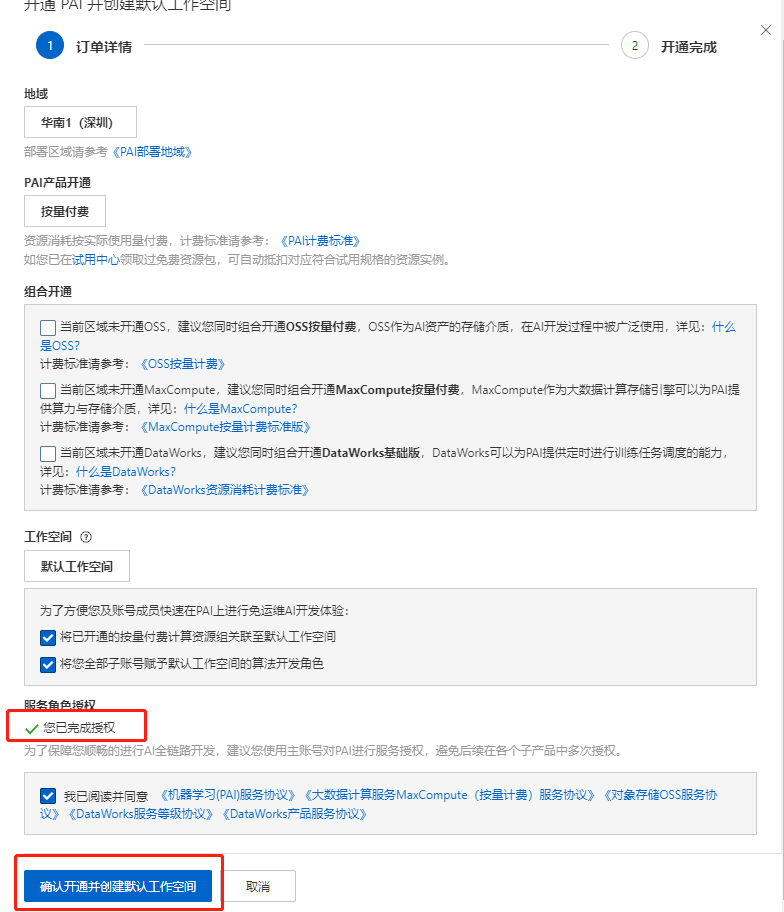 开通 PAI 并创建默认工作空间
1 订单详情 2 开通完成
地域
华南1（深圳）
部署区域请参考《PAI部署地域》
PAI产品开通
按量付费
资源消耗按实际使用量付费，计费标准请参考：《PAI计费标准》
如您已在试用中心领取过免费资源包，可自动抵扣对应符合试用规格的资源实例。
组合开通
当前区域未开通OSS，建议您同时组合开通OSS按量付费，OSS作为AI资产的存储介质，在AI开发过程中被广泛使用，详见：什么
是OSS?
计费标准请参考：《OSS按量计费》
当前区域未开通MaxCompute，建议您同时组合开通MaxCompute按量付费，MaxCompute作为大数据计算存储引擎可以为PAI提
供算力与存储介质，详见：什么是MaxCompute?
计费标准请参考：《MaxCompute按量计费标准版》
当前区域未开通DataWorks，建议您同时组合开通DataWorks基础版，DataWorks可以为PAI提供定时进行训练任务调度的能力，
详见：什么是DataWorks?
计费标准请参考：《DataWorks资源消耗计费标准》
工作空间 ?
默认工作空间
为了方便您及账号成员快速在PAI上进行免运维AI开发体验：
将已开通的按量付费计算资源组关联至默认工作空间
将您全部子账号赋予默认工作空间的算法开发角色
服务角色授权
您已完成授权
为了保障您顺畅的进行AI全链路开发，建议您使用主账号对PAI进行服务授权，避免后续在各个子产品中多次授权。
我已阅读并同意 《机器学习(PAI)服务协议》《大数据计算服务MaxCompute（按量计费）服务协议》《对象存储OSS服务协
议》《DataWorks服务等级协议》《DataWorks产品服务协议》
确认开通并创建默认工作空间 取消